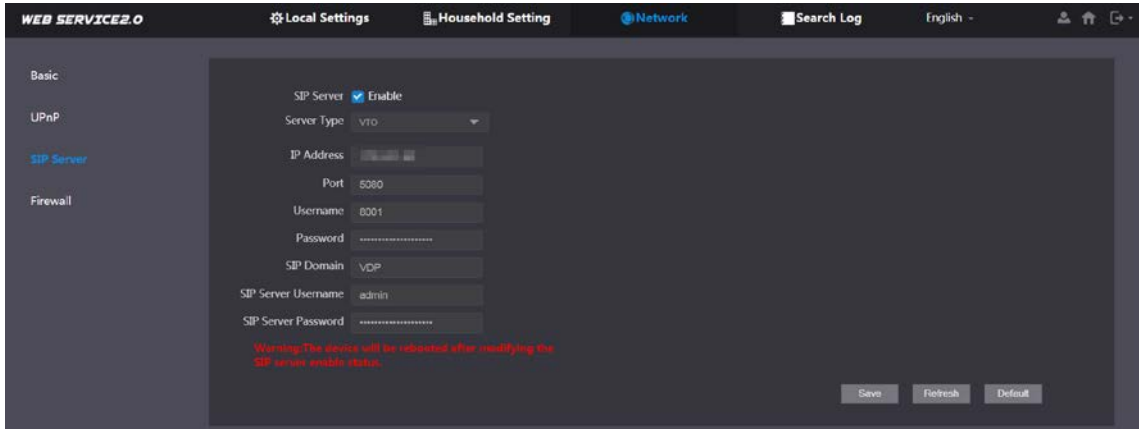 WEB SERVICE2.0 Local Settings Household Setting Network Search Log English
Basic
UPnP
SIP Server
Firewall
SIP Server Enable
Server Type VTO
IP Address
Port 5080
Username 8001
Password ••••••••••••••••••••
SIP Domain VDP
SIP Server Username admin
SIP Server Password ••••••••••••••••••••
Warning:The device will be rebooted after modifying the
SIP server enable status.
Save Refresh Default